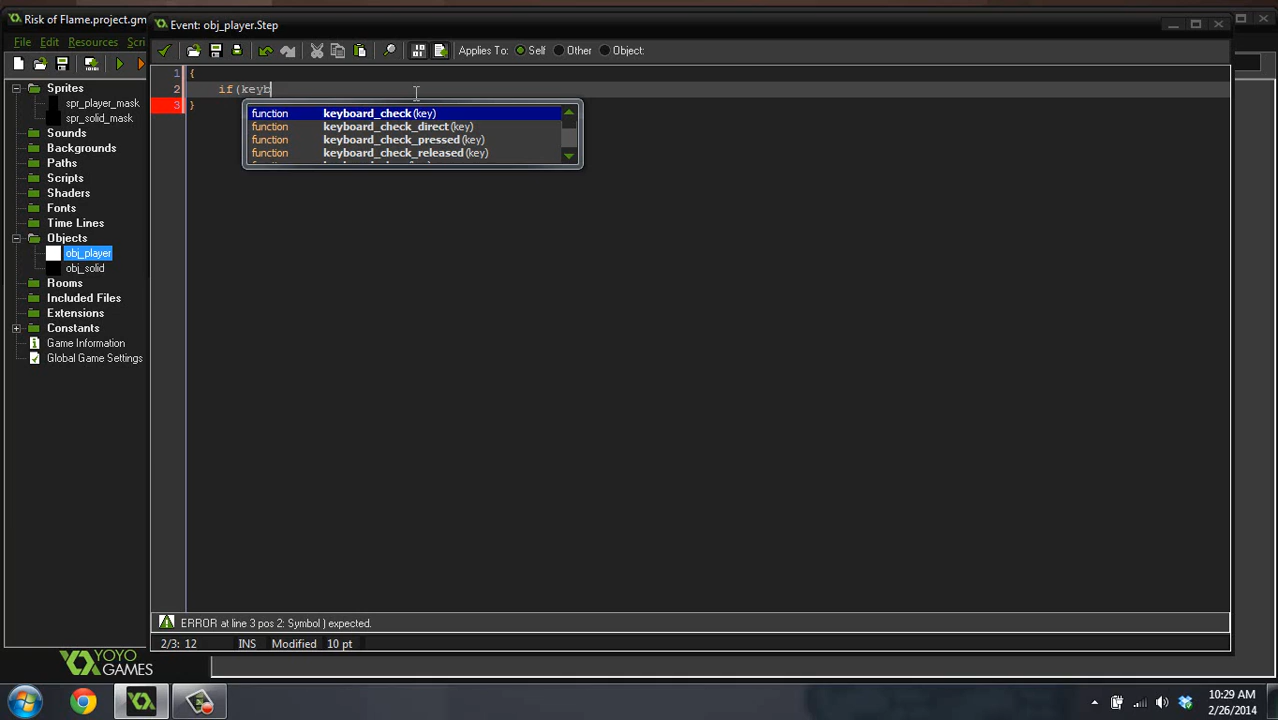 Risk of Flame.project.gm
Event: obj_player.Step
File Edit Resources Scri
Applies To: Self Other Object:
Sprites
spr_player_mask
spr_solid_mask
Sounds
Backgrounds
Paths
Scripts
Shaders
Fonts
Time Lines
Objects
obj_player
obj_solid
Rooms
Included Files
Extensions
Constants
Game Information
Global Game Settings
1 {
2 if(keyb
3 }
function keyboard_check(key)
function keyboard_check_direct(key)
function keyboard_check_pressed(key)
function keyboard_check_released(key)
ERROR at line 3 pos 2: Symbol ) expected.
2/3: 12 INS Modified 10 pt
YOYO
GAMES
10:29 AM
2/26/2014